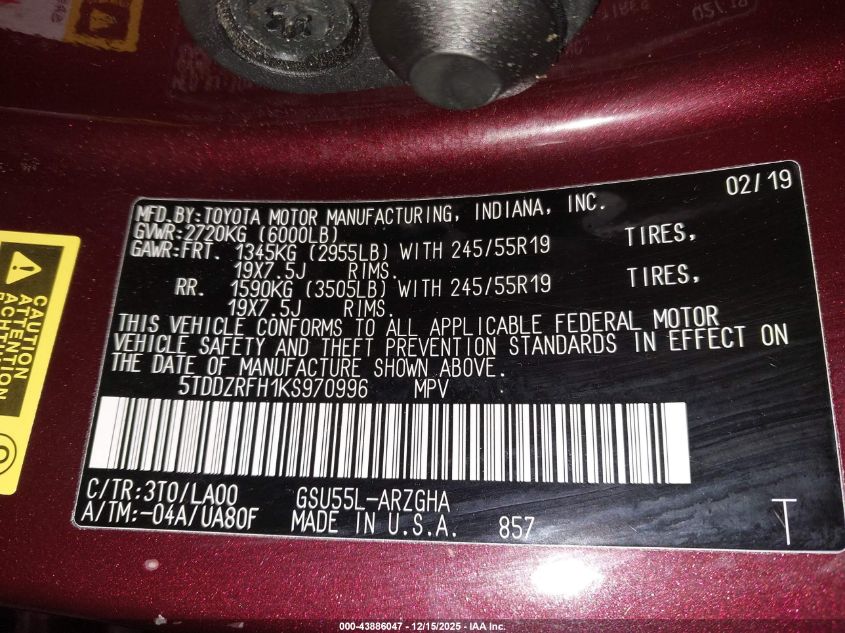 02/19
MFD.BY:TOYOTA MOTOR MANUFACTURING, INDIANA, INC.
GVWR:2720KG (6000LB)
GAWR:FRT. 1345KG (2955LB) WITH 245/55R19 TIRES,
19X7.5J RIMS.
RR. 1590KG (3505LB) WITH 245/55R19 TIRES,
19X7.5J RIMS.
THIS VEHICLE CONFORMS TO ALL APPLICABLE FEDERAL MOTOR
VEHICLE SAFETY AND THEFT PREVENTION STANDARDS IN EFFECT ON
THE DATE OF MANUFACTURE SHOWN ABOVE.
5TDDZRFH1KS970996 MPV
C/TR:3T0/LA00 GSU55L-ARZGHA
A/TM:-04A/UA80F MADE IN U.S.A. 857 T
CAUTION
ATTENTION
000-43886047 - 12/15/2025 - IAA Inc.